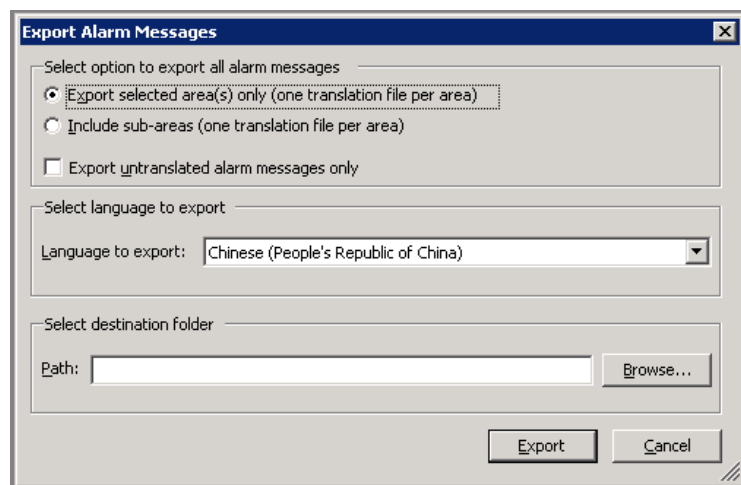 Export Alarm Messages
Select option to export all alarm messages
Export selected area(s) only (one translation file per area)
Include sub-areas (one translation file per area)
Export untranslated alarm messages only
Select language to export
Language to export: Chinese (People's Republic of China)
Select destination folder
Path: Browse...
Export Cancel